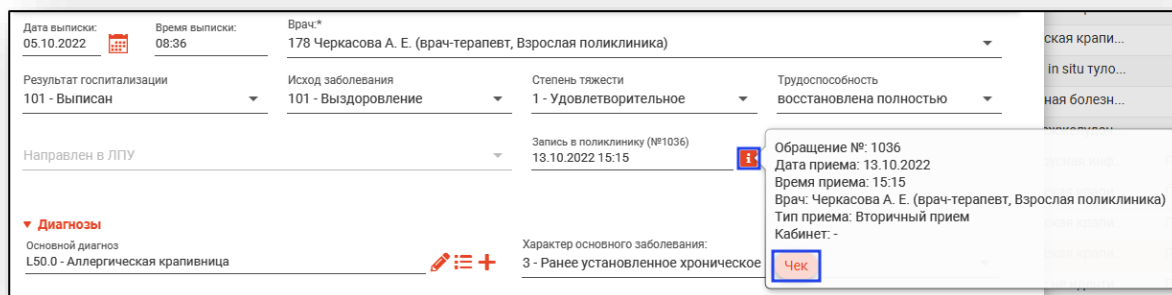 Дата выписки: Время выписки: Врач:*
05.10.2022 08:36 178 Черкасова А. Е. (врач-терапевт, Взрослая поликлиника)
ская крапи...
Результат госпитализации Исход заболевания Степень тяжести Трудоспособность
in situ туло...
101 - Выписан 101 - Выздоровление 1 - Удовлетворительное восстановлена полностью
ная болезн...
Направлен в ЛПУ
Запись в поликлинику (№1036)
13.10.2022 15:15
i
Обращение №: 1036
Дата приема: 13.10.2022
Время приема: 15:15
Врач: Черкасова А. Е. (врач-терапевт, Взрослая поликлиника)
Тип приема: Вторичный прием
Кабинет: -
Чек
Диагнозы
Основной диагноз Характер основного заболевания:
L50.0 - Аллергическая крапивница 3 - Ранее установленное хроническое